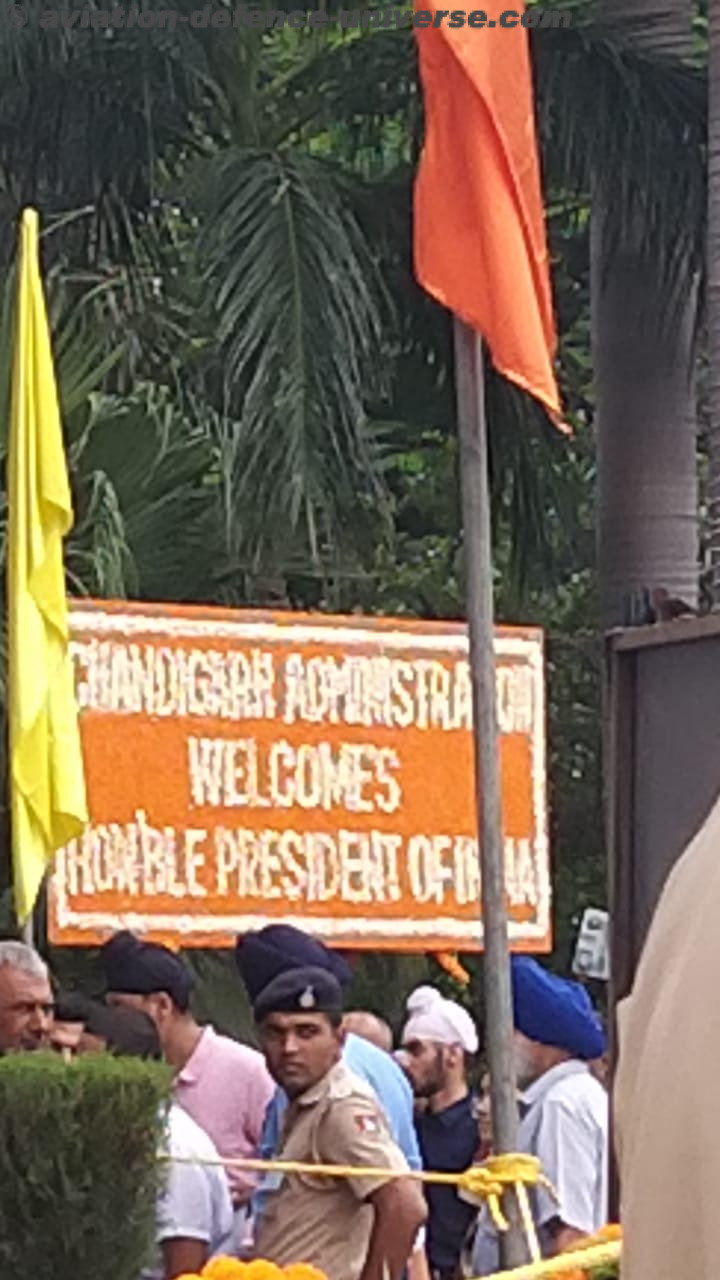 ©aviation-defence-universe.com
CHANDIGARH ADMINISTRATION
WELCOMES
HON'BLE PRESIDENT OF INDIA